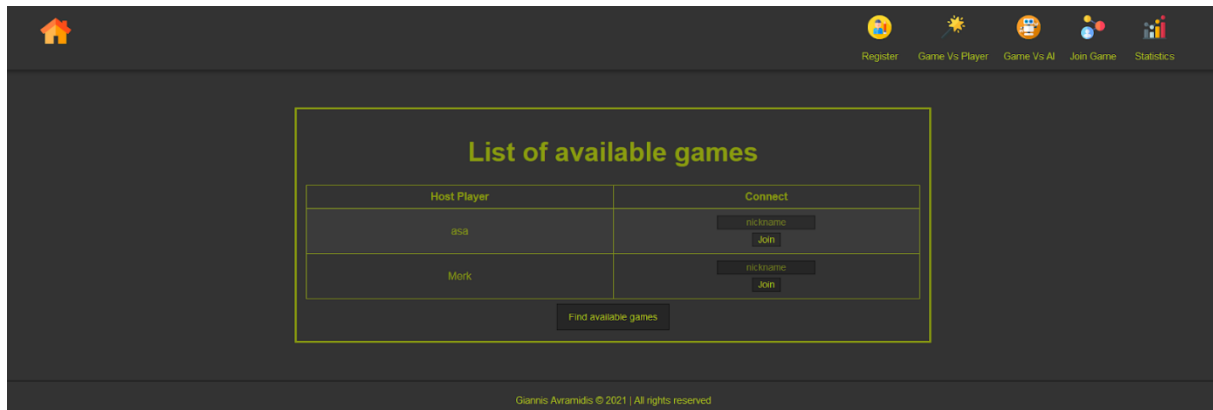 Register Game Vs Player Game Vs AI Join Game Statistics
List of available games
Host Player Connect
asa nickname
Join
Mork nickname
Join
Find available games
Giannis Avramidis © 2021 | All rights reserved